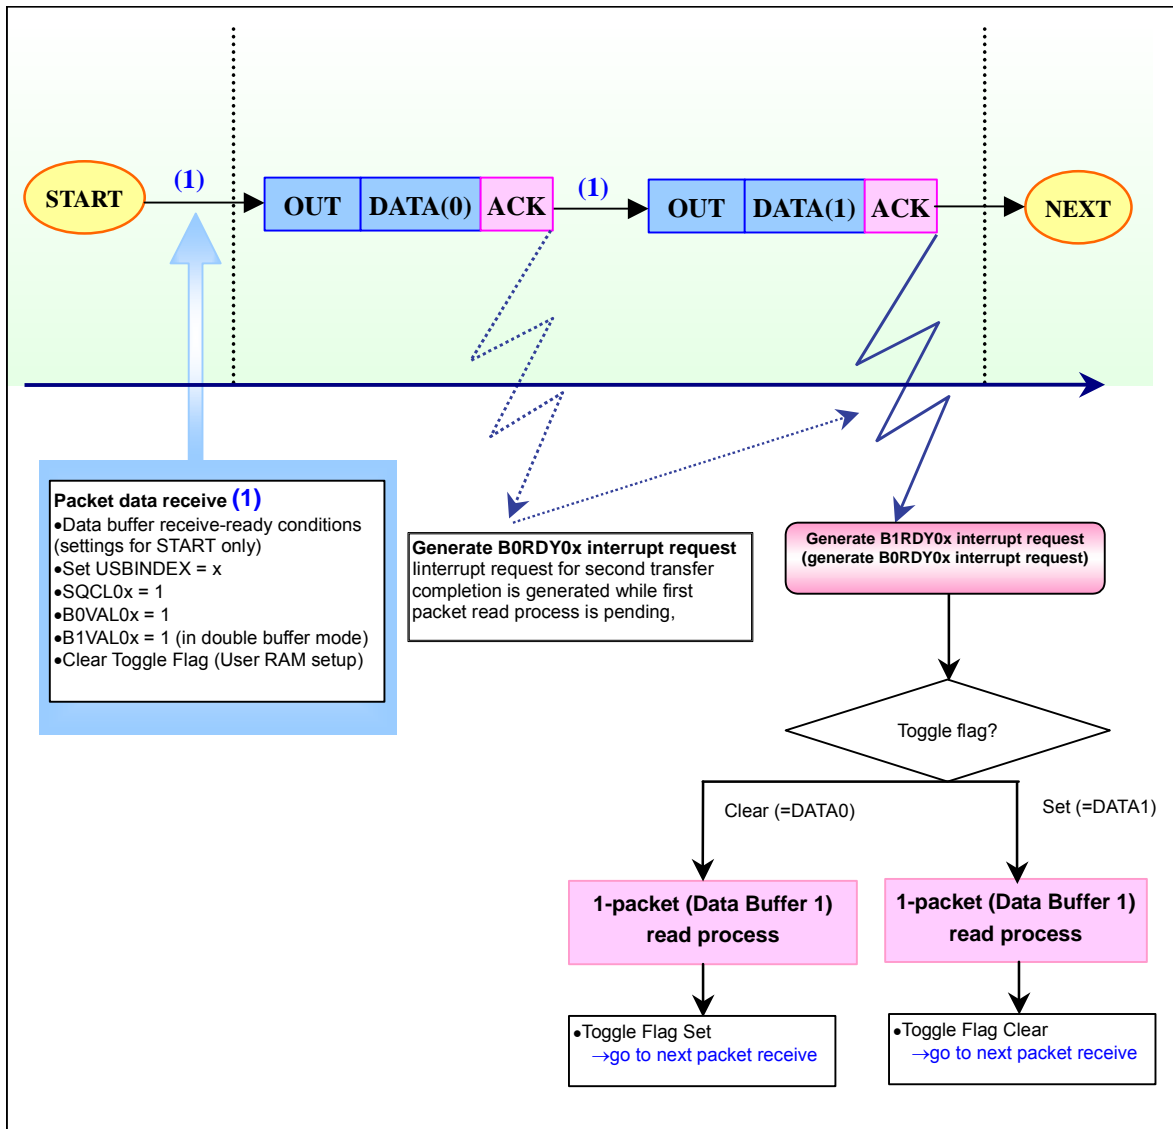 START
(1)
OUT
DATA(0)
ACK
(1)
OUT
DATA(1)
ACK
NEXT
Packet data receive (1)
•Data buffer receive-ready conditions
(settings for START only)
•Set USBINDEX = x
•SQCL0x = 1
•B0VAL0x = 1
•B1VAL0x = 1 (in double buffer mode)
•Clear Toggle Flag (User RAM setup)
Generate B0RDY0x interrupt request
Iinterrupt request for second transfer
completion is generated while first
packet read process is pending,
Generate B1RDY0x interrupt request
(generate B0RDY0x interrupt request)
Toggle flag?
Clear (=DATA0)
Set (=DATA1)
1-packet (Data Buffer 1)
read process
1-packet (Data Buffer 1)
read process
•Toggle Flag Set
→go to next packet receive
•Toggle Flag Clear
→go to next packet receive